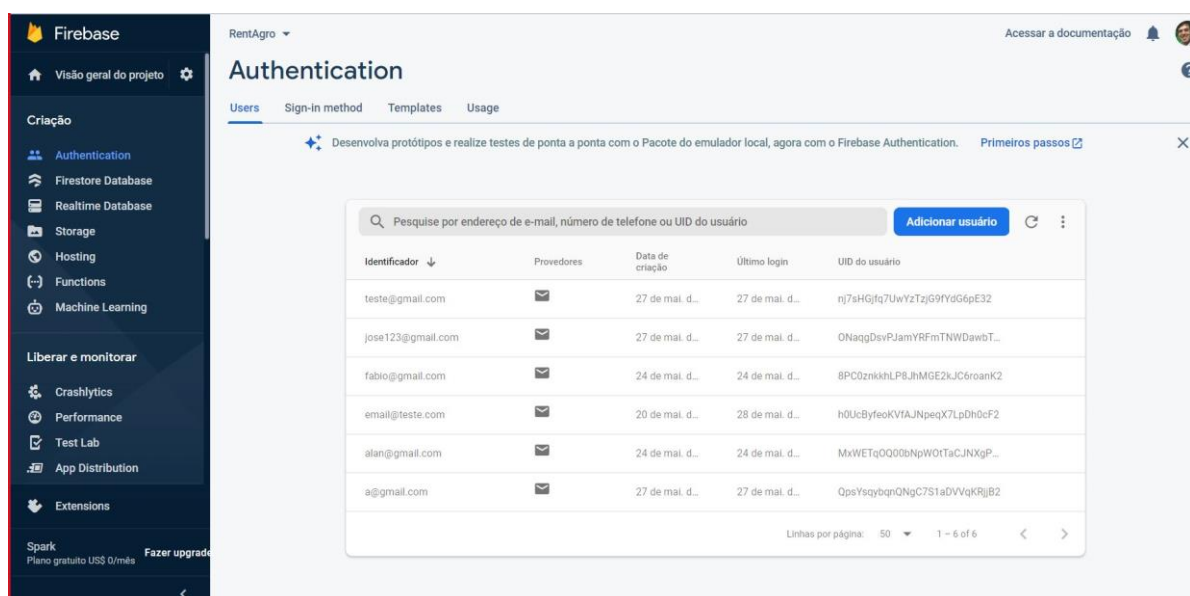 Firebase
Visão geral do projeto
Criação
Authentication
Firestore Database
Realtime Database
Storage
Hosting
Functions
Machine Learning
Liberar e monitorar
Crashlytics
Performance
Test Lab
App Distribution
Extensions
Spark
Plano gratuito US$ 0/mês
Fazer upgrade
RentAgro
Acessar a documentação
Authentication
Users Sign-in method Templates Usage
Desenvolva protótipos e realize testes de ponta a ponta com o Pacote do emulador local, agora com o Firebase Authentication. Primeiros passos
Pesquise por endereço de e-mail, número de telefone ou UID do usuário
Adicionar usuário
Identificador Provedores Data de criação Último login UID do usuário
teste@gmail.com 27 de mai. d... 27 de mai. d... nj7sHGjfq7UwYzTzjG9fYdG6pE32
jose123@gmail.com 27 de mai. d... 27 de mai. d... ONaqgDsvPJamYRFmTNWDawbT...
fabio@gmail.com 24 de mai. d... 24 de mai. d... 8PC0znkkhLP8JhMGE2kJC6roanK2
email@teste.com 20 de mai. d... 28 de mai. d... h0UcByfeoKVfAJNpeqX7LpDh0cF2
alan@gmail.com 24 de mai. d... 24 de mai. d... MxWETqOQ00bNpWOtTaCJNXgP...
a@gmail.com 27 de mai. d... 27 de mai. d... QpsYsqybqnQNgC7S1aDVVqKRjjB2
Linhas por página: 50 1 – 6 of 6